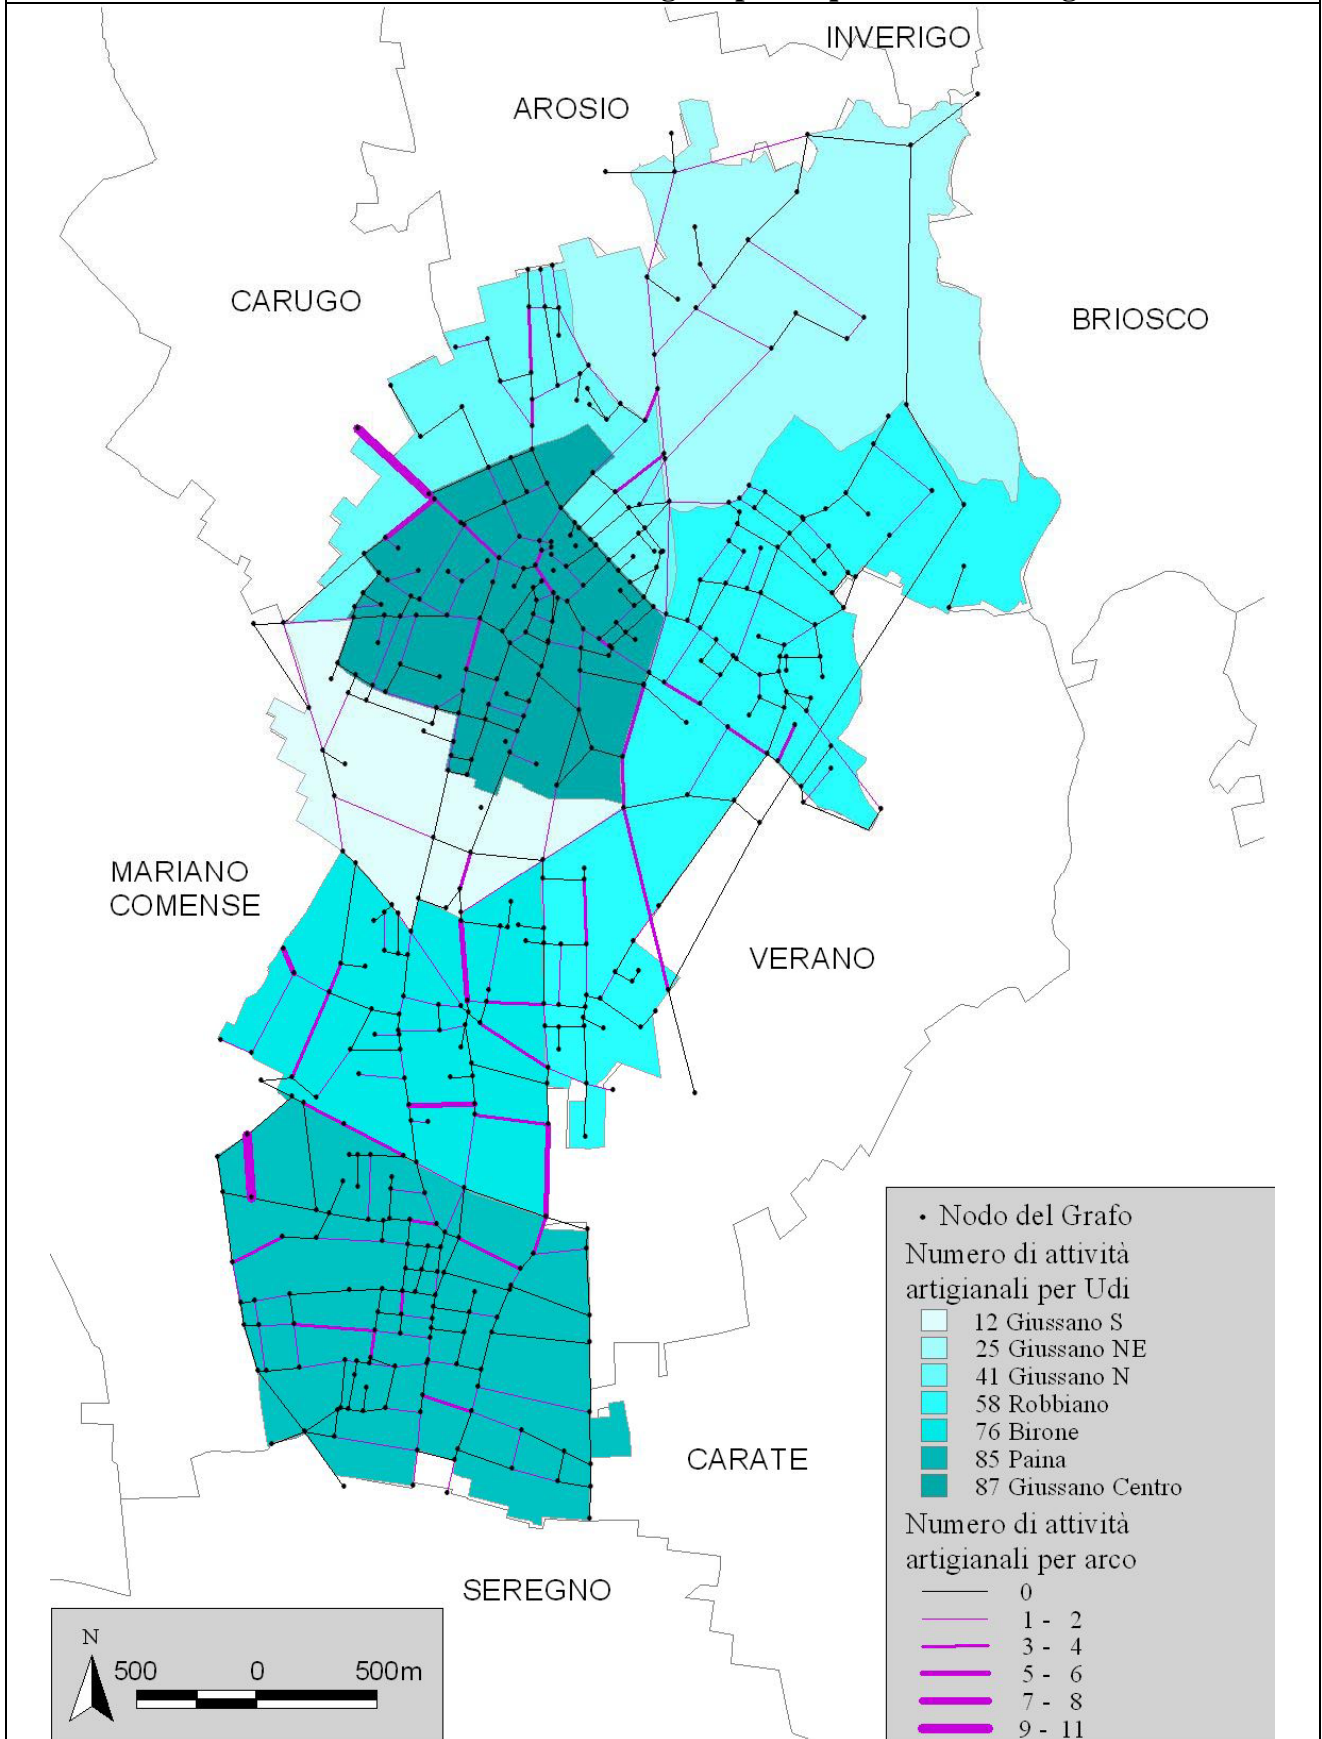 INVERIGO
AROSIO
CARUGO
BRIOSCO
MARIANO
COMENSE
VERANO
CARATE
SEREGNO
• Nodo del Grafo
Numero di attività
artigianali per Udi
12 Giussano S
25 Giussano NE
41 Giussano N
58 Robbiano
76 Birone
85 Paina
87 Giussano Centro
Numero di attività
artigianali per arco
0
1 - 2
3 - 4
5 - 6
7 - 8
9 - 11
N
500 0 500m